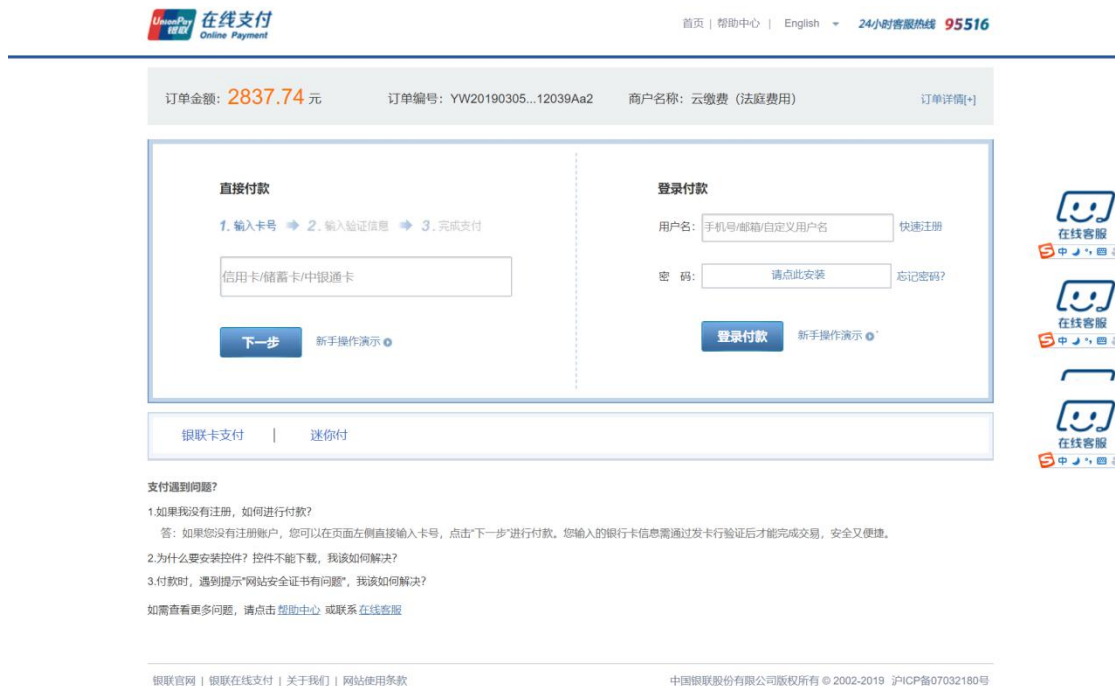 UnionPay 银联 在线支付 Online Payment
首页 | 帮助中心 | English 24小时客服热线 95516
订单金额：2837.74 元 订单编号：YW20190305...12039Aa2 商户名称：云缴费（法庭费用） 订单详情[+]
直接付款
1. 输入卡号 2. 输入验证信息 3. 完成支付
信用卡/储蓄卡/中银通卡
下一步 新手操作演示
登录付款
用户名： 手机号/邮箱/自定义用户名 快速注册
密 码： 请点此安装 忘记密码?
登录付款 新手操作演示
在线客服
中
在线客服
中
在线客服
中
银联卡支付 | 迷你付
支付遇到问题?
1.如果我没有注册，如何进行付款?
答：如果您没有注册账户，您可以在页面左侧直接输入卡号，点击“下一步”进行付款。您输入的银行卡信息需通过发卡行验证后才能完成交易，安全又便捷。
2.为什么要安装控件? 控件不能下载，我该如何解决?
3.付款时，遇到提示"网站安全证书有问题"，我该如何解决?
如需查看更多问题，请点击 帮助中心 或联系 在线客服
银联官网 | 银联在线支付 | 关于我们 | 网站使用条款
中国银联股份有限公司版权所有 © 2002-2019 沪ICP备07032180号